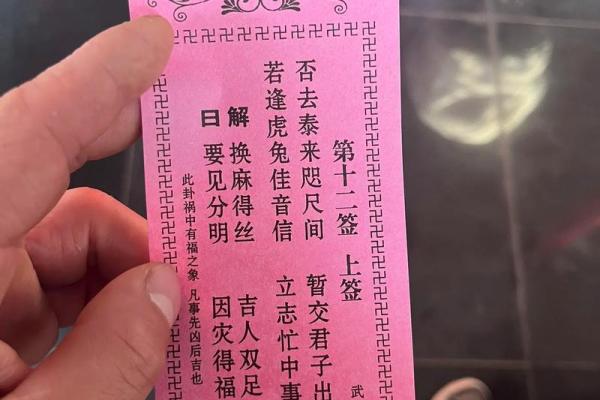 第十二签 上签
武
否去泰来咫尺间 暂交君子出
若逢虎兔佳音信 立志忙中事
解曰
换麻得丝 吉人双足
要见分明 因灾得福
此卦祸中有福之象 凡事先凶后吉也